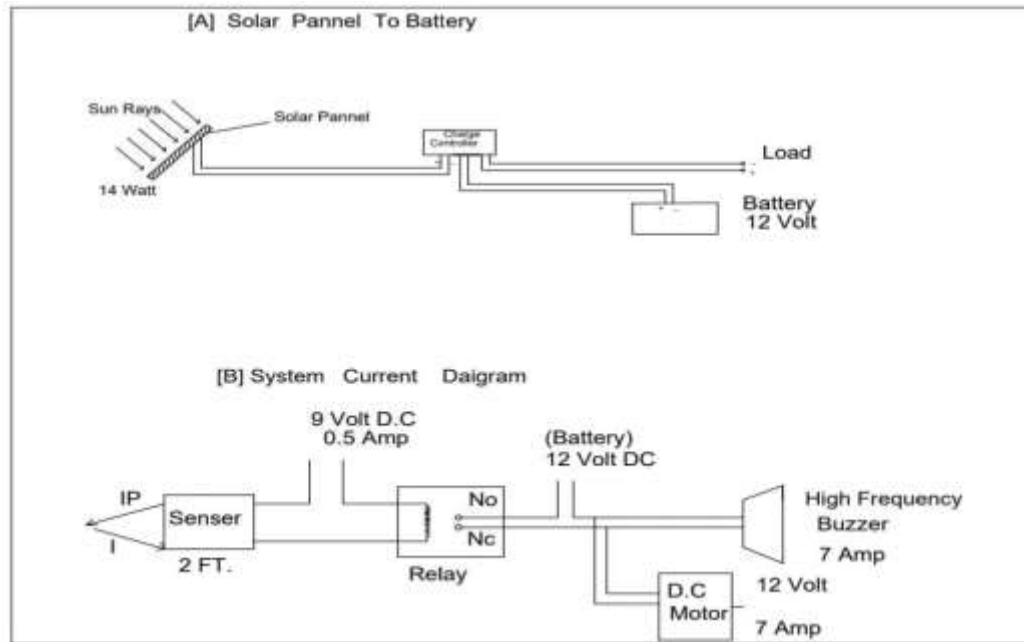 [A] Solar Pannel To Battery
Sun Rays
Solar Pannel
14 Watt
Charge
Controller
Load
Battery
12 Volt
[B] System Current Daigram
9 Volt D.C
0.5 Amp
(Battery)
12 Volt DC
IP
I
Senser
2 FT.
No
Nc
Relay
High Frequency
Buzzer
7 Amp
12 Volt
D.C
Motor
7 Amp